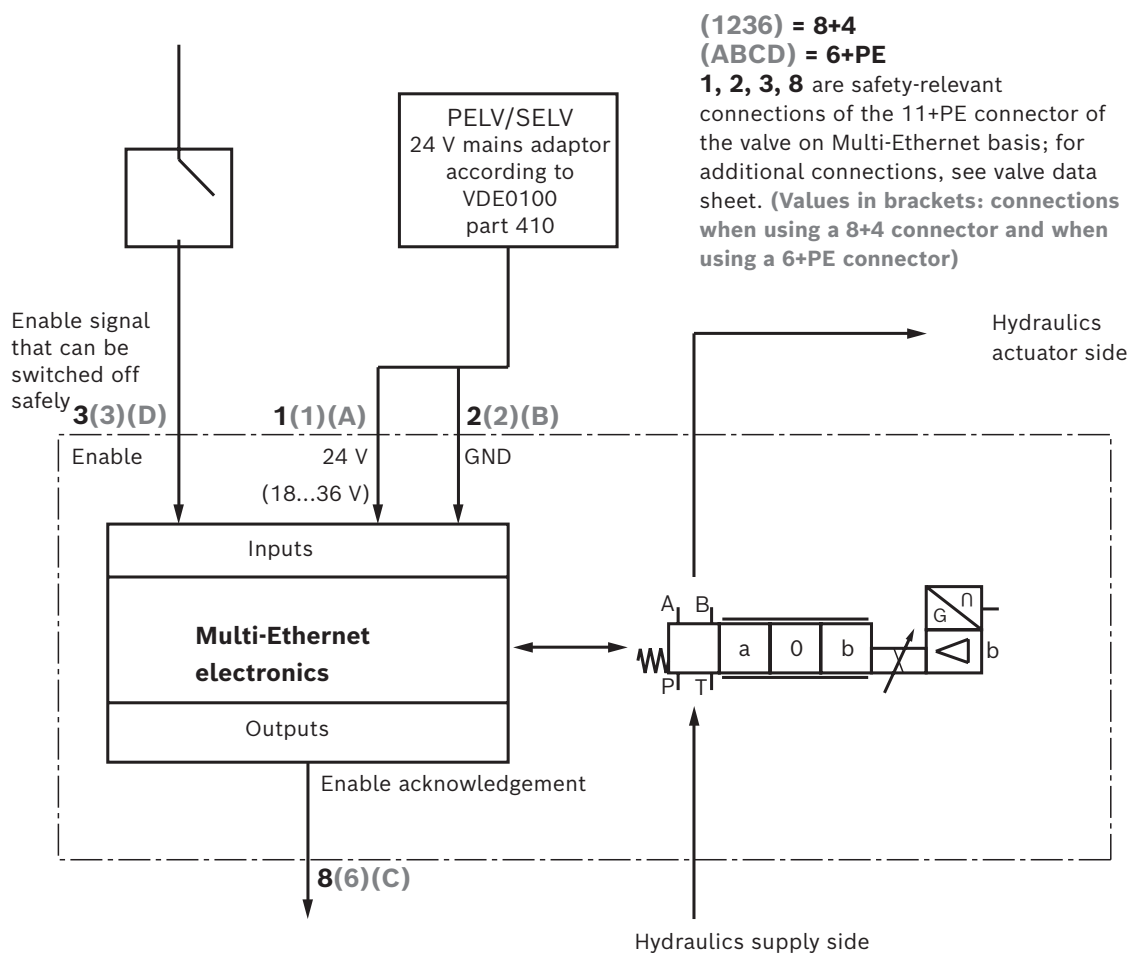 (1236) = 8+4
(ABCD) = 6+PE
1, 2, 3, 8 are safety-relevant
connections of the 11+PE connector of
the valve on Multi-Ethernet basis; for
additional connections, see valve data
sheet. (Values in brackets: connections
when using a 8+4 connector and when
using a 6+PE connector)
PELV/SELV
24 V mains adaptor
according to
VDE0100
part 410
Enable signal
that can be
switched off
safely
3(3)(D)
1(1)(A)
2(2)(B)
Hydraulics
actuator side
Enable
24 V
(18...36 V)
GND
Inputs
Multi-Ethernet
electronics
Outputs
A B
a 0 b
P T
G U
b
Enable acknowledgement
8(6)(C)
Hydraulics supply side